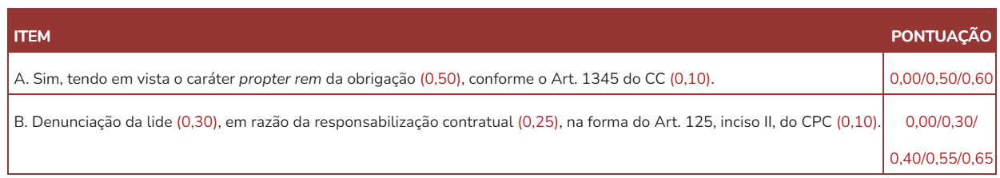 ITEM PONTUAÇÃO
A. Sim, tendo em vista o caráter propter rem da obrigação (0,50), conforme o Art. 1345 do CC (0,10). 0,00/0,50/0,60
B. Denunciação da lide (0,30), em razão da responsabilização contratual (0,25), na forma do Art. 125, inciso II, do CPC (0,10). 0,00/0,30/
0,40/0,55/0,65